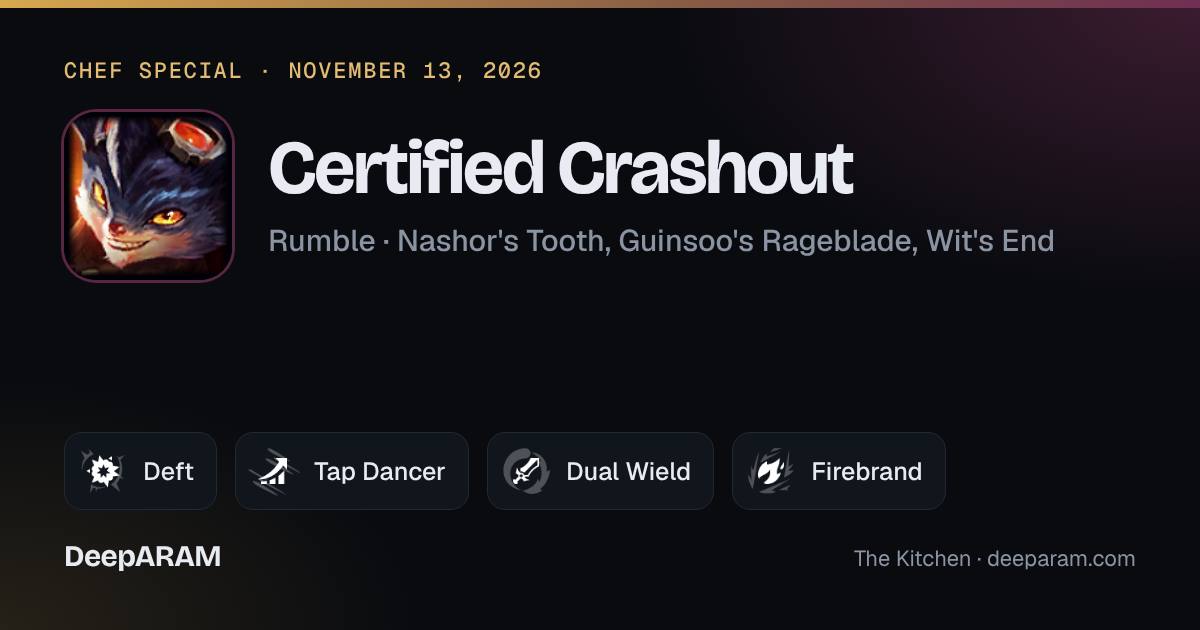 CHEF SPECIAL · NOVEMBER 13, 2026
Certified Crashout
Rumble · Nashor's Tooth, Guinsoo's Rageblade, Wit's End
Deft
Tap Dancer
Dual Wield
Firebrand
DeepARAM
The Kitchen · deeparam.com